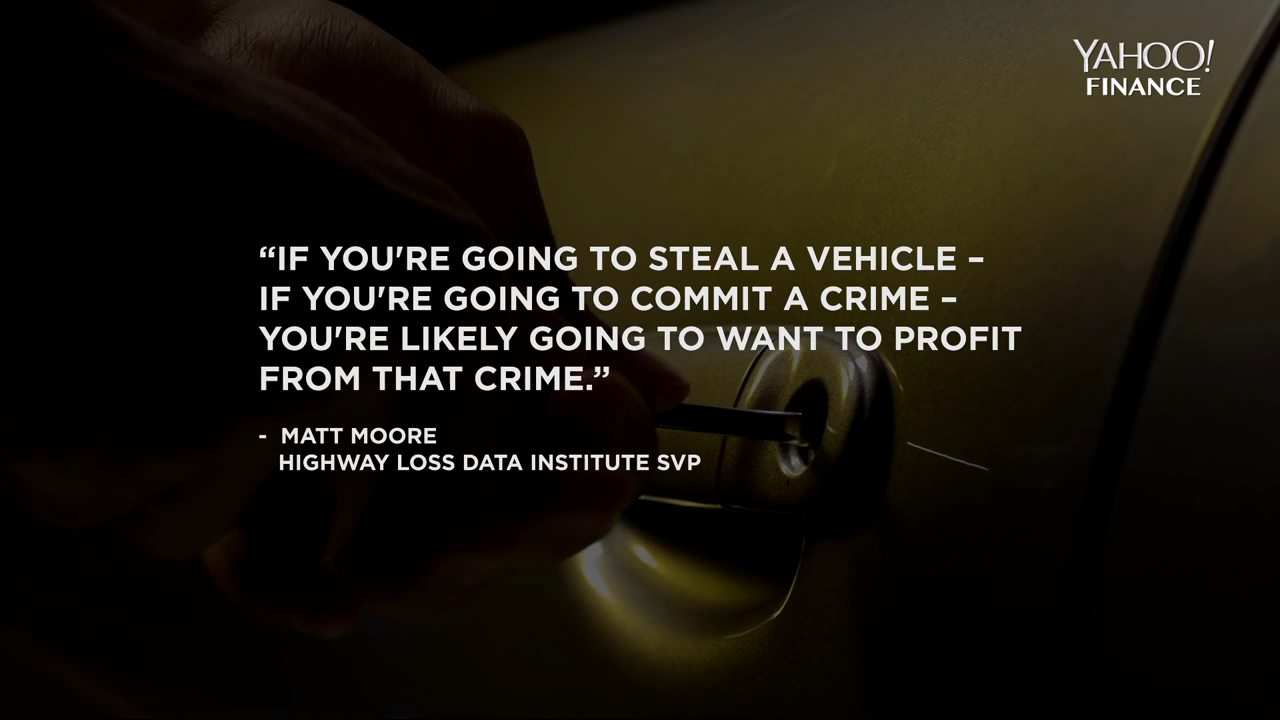 YAHOO!
FINANCE
“IF YOU'RE GOING TO STEAL A VEHICLE –
IF YOU'RE GOING TO COMMIT A CRIME –
YOU'RE LIKELY GOING TO WANT TO PROFIT
FROM THAT CRIME.”
- MATT MOORE
HIGHWAY LOSS DATA INSTITUTE SVP